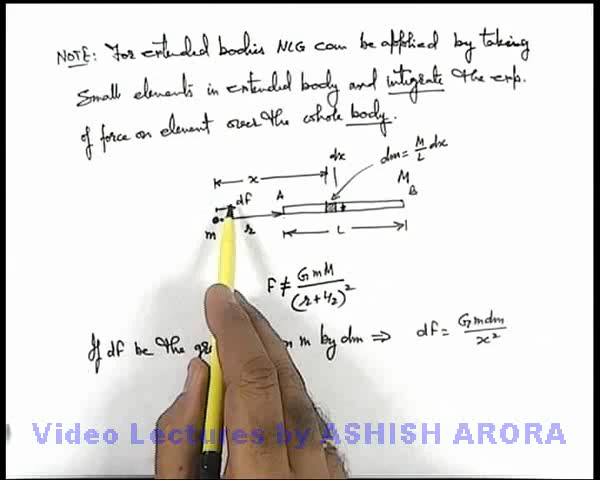 NOTE: For extended bodies NLG can be applied by taking
Small elements in extended body and integrate the exp.
of force on element over the whole body.
dx
dm = M/L dx
x
M
A
B
dF
m
r
L
F ≠ GmM/(r+L/2)²
If dF be the m by dm ⇒ dF = Gmdm/x²
Video Lectures by ASHISH ARORA